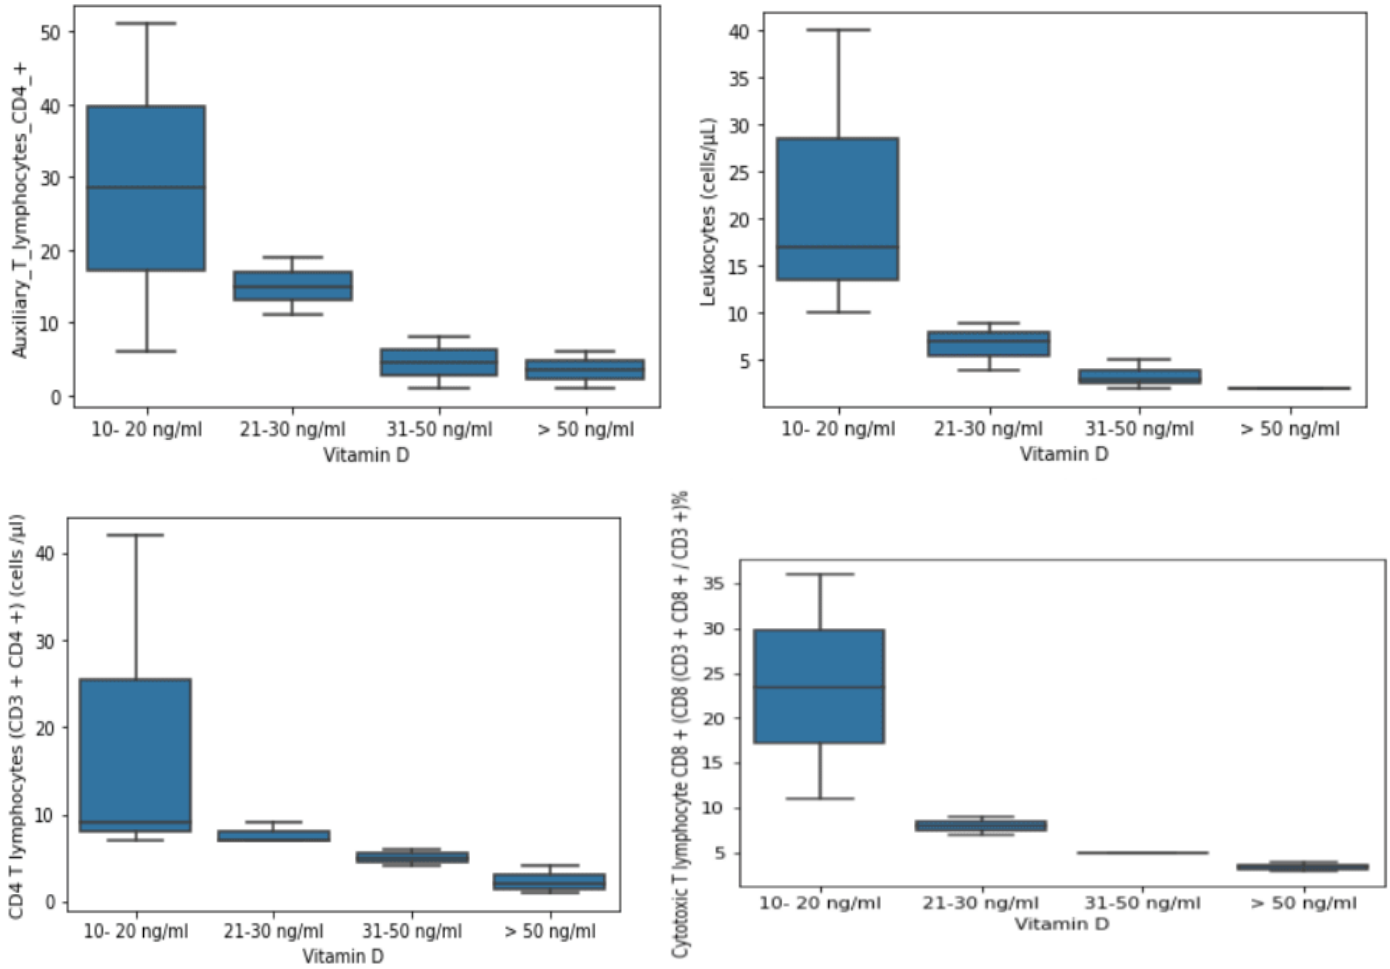 Auxiliary_T_lymphocytes_CD4_+
50
40
30
20
10
0
10- 20 ng/ml 21-30 ng/ml 31-50 ng/ml > 50 ng/ml
Vitamin D
Leukocytes (cells/µL)
40
35
30
25
20
15
10
5
10- 20 ng/ml 21-30 ng/ml 31-50 ng/ml > 50 ng/ml
Vitamin D
CD4 T lymphocytes (CD3 + CD4 +) (cells /µl)
40
30
20
10
0
10- 20 ng/ml 21-30 ng/ml 31-50 ng/ml > 50 ng/ml
Vitamin D
Cytotoxic T lymphocyte CD8 + (CD8 (CD3 + CD8 + / CD3 +)%
35
30
25
20
15
10
5
10- 20 ng/ml 21-30 ng/ml 31-50 ng/ml > 50 ng/ml
Vitamin D